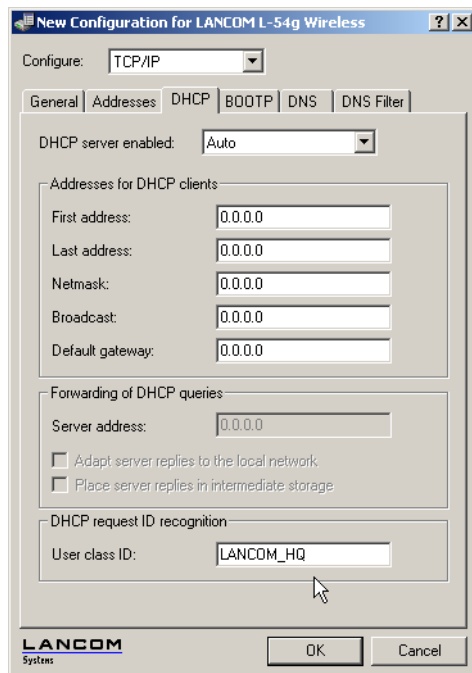 New Configuration for LANCOM L-54g Wireless
Configure: TCP/IP
General Addresses DHCP BOOTP DNS DNS Filter
DHCP server enabled: Auto
Addresses for DHCP clients
First address: 0.0.0.0
Last address: 0.0.0.0
Netmask: 0.0.0.0
Broadcast: 0.0.0.0
Default gateway: 0.0.0.0
Forwarding of DHCP queries
Server address: 0.0.0.0
Adapt server replies to the local network
Place server replies in intermediate storage
DHCP request ID recognition
User class ID: LANCOM_HQ
LANCOM
Systems
OK Cancel